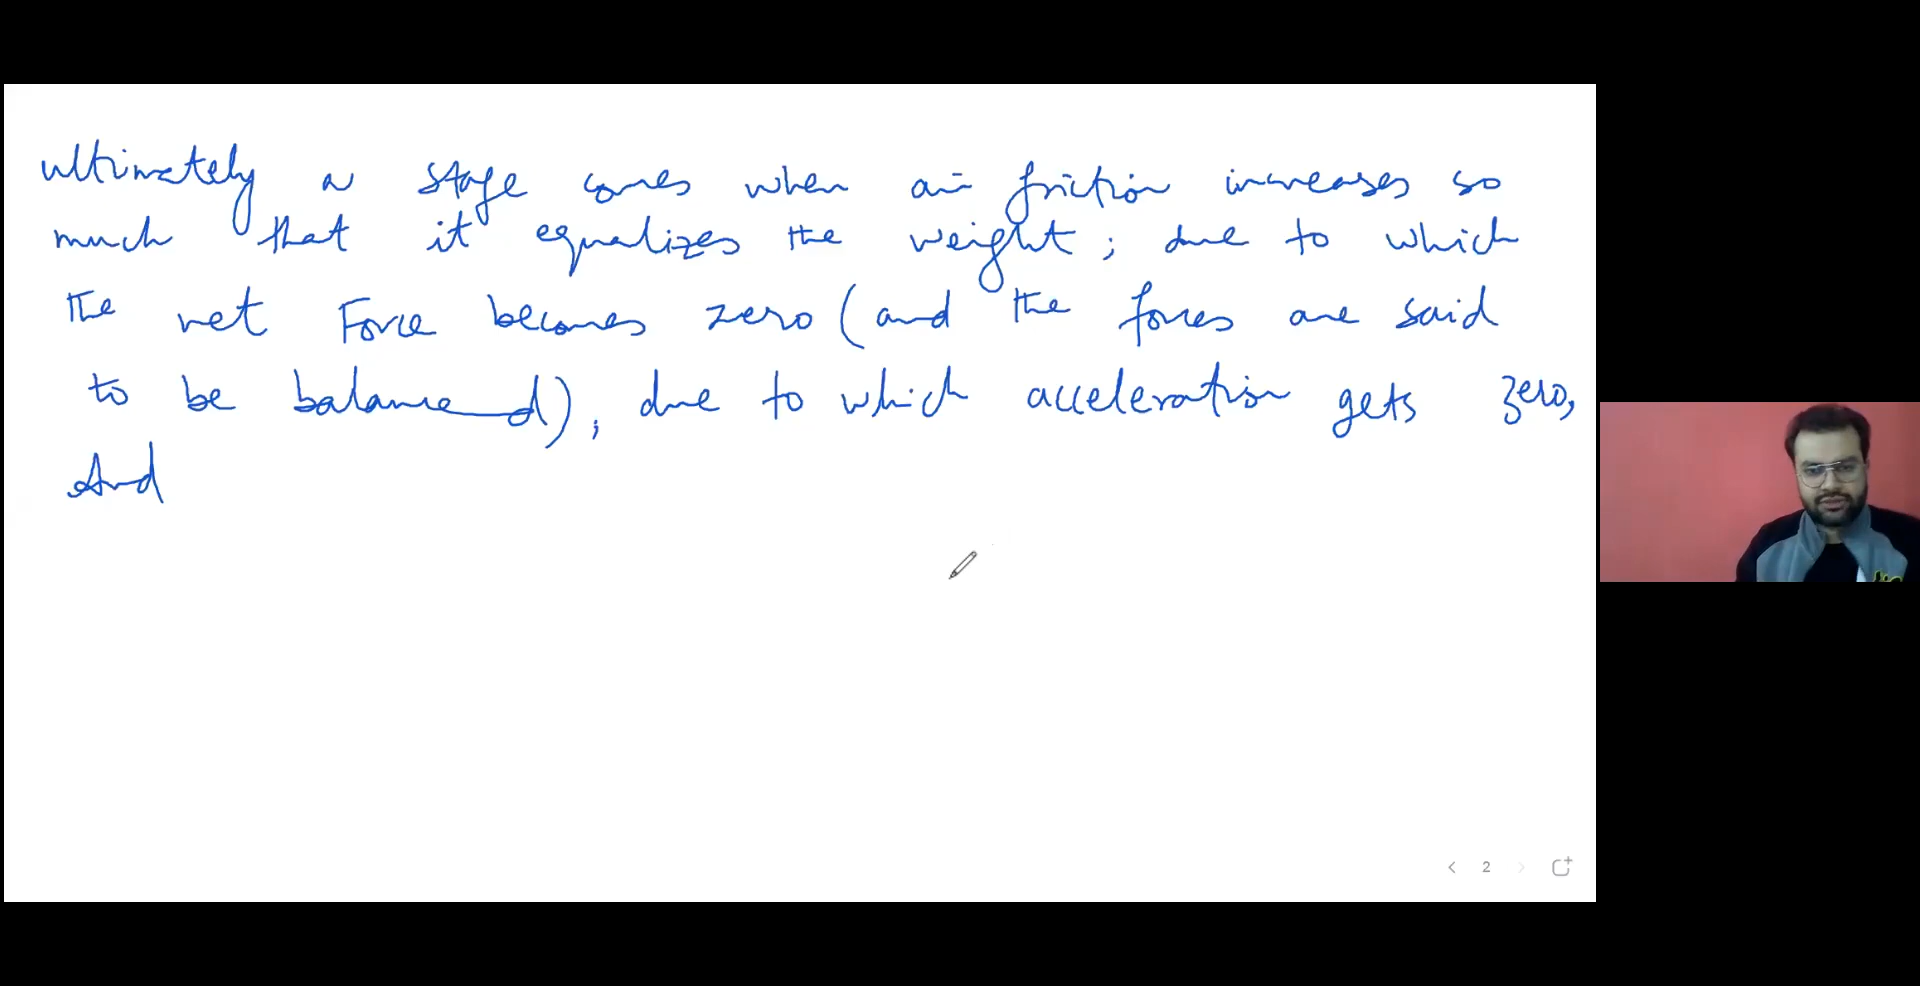 ultimately a stage comes when air friction increases so
much that it equalizes the weight; due to which
the net Force becomes zero (and the forces are said
to be balanced), due to which acceleration gets zero,
And
2